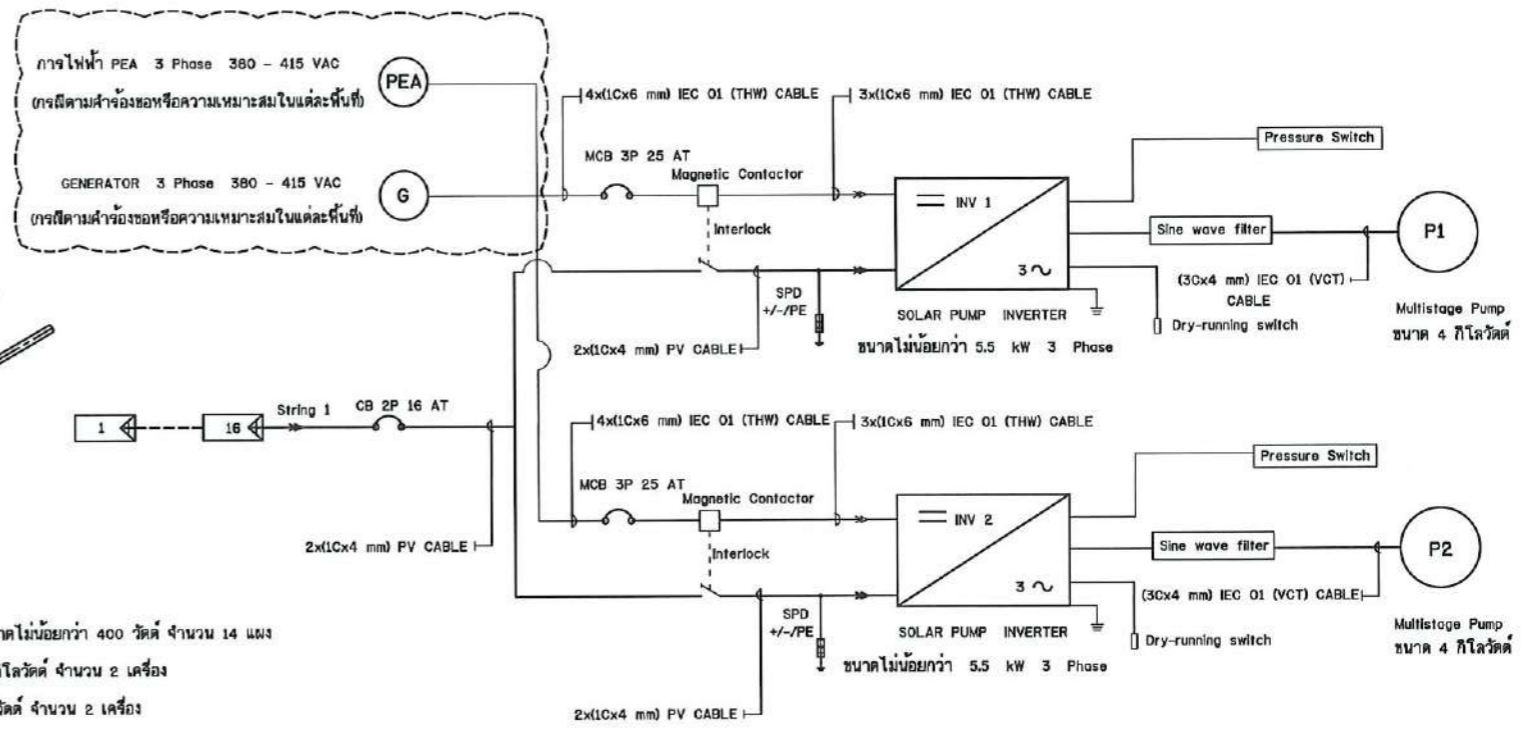 การไฟฟ้า PEA 3 Phase 380 - 415 VAC
(กรณีตามคำร้องขอหรือความเหมาะสมในแต่ละพื้นที่)
PEA
GENERATOR 3 Phase 380 - 415 VAC
(กรณีตามคำร้องขอหรือความเหมาะสมในแต่ละพื้นที่)
G
4x(1Cx6 mm) IEC 01 (THW) CABLE
3x(1Cx6 mm) IEC 01 (THW) CABLE
MCB 3P 25 AT
Magnetic Contactor
Interlock
INV 1
3
Pressure Switch
Sine wave filter
P1
SPD
+/-/PE
SOLAR PUMP INVERTER
ขนาดไม่น้อยกว่า 5.5 kW 3 Phase
(3Cx4 mm) IEC 01 (VCT)
CABLE
Dry-running switch
Multistage Pump
ขนาด 4 กิโลวัตต์
2x(1Cx4 mm) PV CABLE
1
16
String 1
CB 2P 16 AT
2x(1Cx4 mm) PV CABLE
4x(1Cx6 mm) IEC 01 (THW) CABLE
3x(1Cx6 mm) IEC 01 (THW) CABLE
MCB 3P 25 AT
Magnetic Contactor
Interlock
INV 2
3
Pressure Switch
Sine wave filter
P2
SPD
+/-/PE
SOLAR PUMP INVERTER
ขนาดไม่น้อยกว่า 5.5 kW 3 Phase
(3Cx4 mm) IEC 01 (VCT) CABLE
Dry-running switch
Multistage Pump
ขนาด 4 กิโลวัตต์
2x(1Cx4 mm) PV CABLE
ไม่น้อยกว่า 400 วัตต์ จำนวน 14 แผง
จำนวน 2 เครื่อง
จำนวน 2 เครื่อง